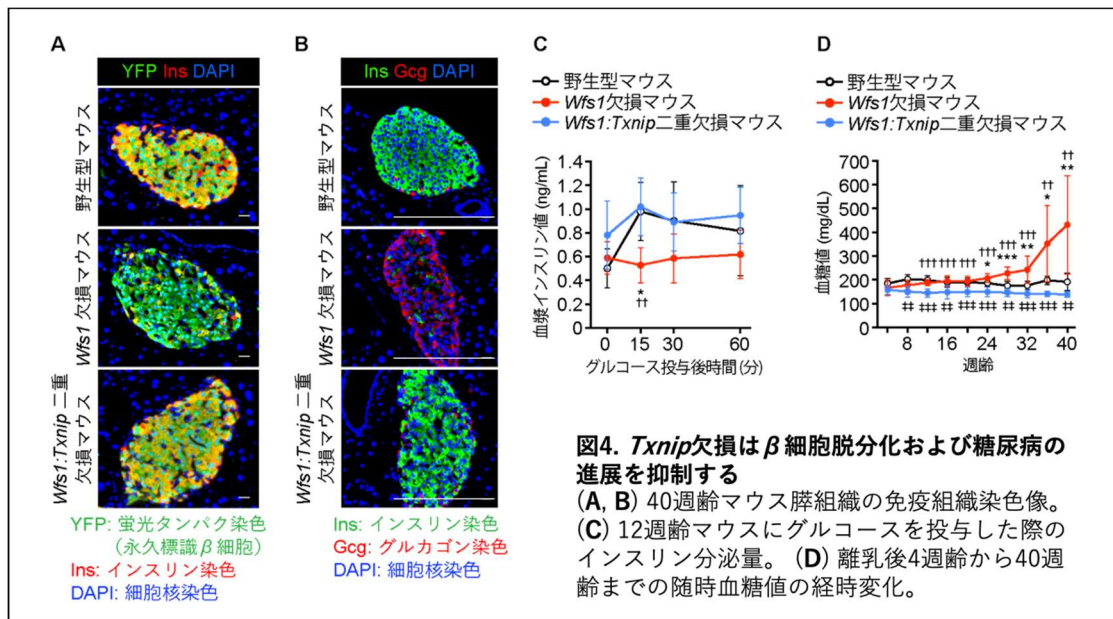 A
YFP Ins DAPI
野生型マウス
Wfs1 欠損マウス
Wfs1:Txnip 二重
欠損マウス
YFP: 蛍光タンパク染色
(永久標識β細胞)
Ins: インスリン染色
DAPI: 細胞核染色
B
Ins Gcg DAPI
野生型マウス
Wfs1 欠損マウス
Wfs1:Txnip 二重
欠損マウス
Ins: インスリン染色
Gcg: グルカゴン染色
DAPI: 細胞核染色
C
野生型マウス
Wfs1欠損マウス
Wfs1:Txnip二重欠損マウス
血漿インスリン値 (ng/mL)
1.4
1.2
1.0
0.8
0.6
0.4
0.2
0
*
††
0 15 30 60
グルコース投与後時間(分)
D
野生型マウス
Wfs1欠損マウス
Wfs1:Txnip二重欠損マウス
血糖値 (mg/dL)
700
600
500
400
300
200
100
0
††† ††† ††† ††† ††† ††† †† ††
* *** ** * **
‡‡ ‡‡‡ ‡‡ ‡‡‡ ‡‡‡ ‡‡ ‡‡‡ ‡‡‡ ‡‡
8 16 24 32 40
週齢
図4. Txnip欠損はβ細胞脱分化および糖尿病の
進展を抑制する
(A, B) 40週齢マウス膵組織の免疫組織染色像。
(C) 12週齢マウスにグルコースを投与した際の
インスリン分泌量。 (D) 離乳後4週齢から40週
齢までの随時血糖値の経時変化。